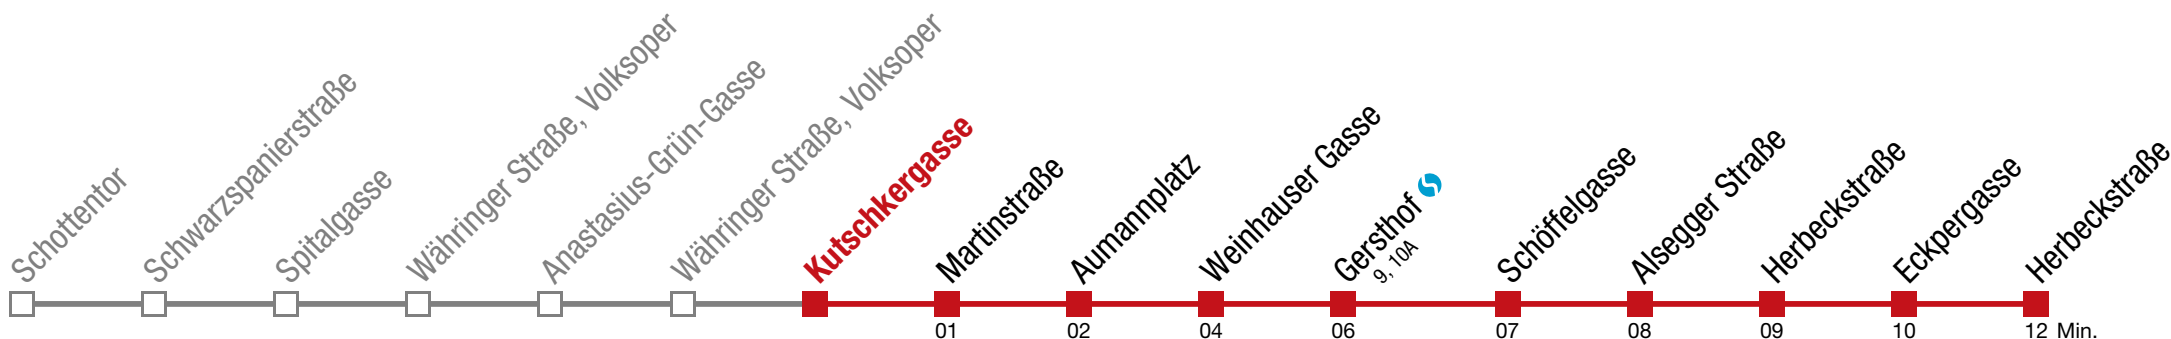 Schottentor
Schwarzspanierstraße
Spitalgasse
Währinger Straße, Volksoper
Anastasius-Grün-Gasse
Währinger Straße, Volksoper
Kutschkergasse
Martinstraße
Aumannplatz
Weinhauser Gasse
Gersthof
9, 10A
Schöffelgasse
Alsegger Straße
Herbeckstraße
Eckpergasse
Herbeckstraße
01 02 04 06 07 08 09 10 12 Min.